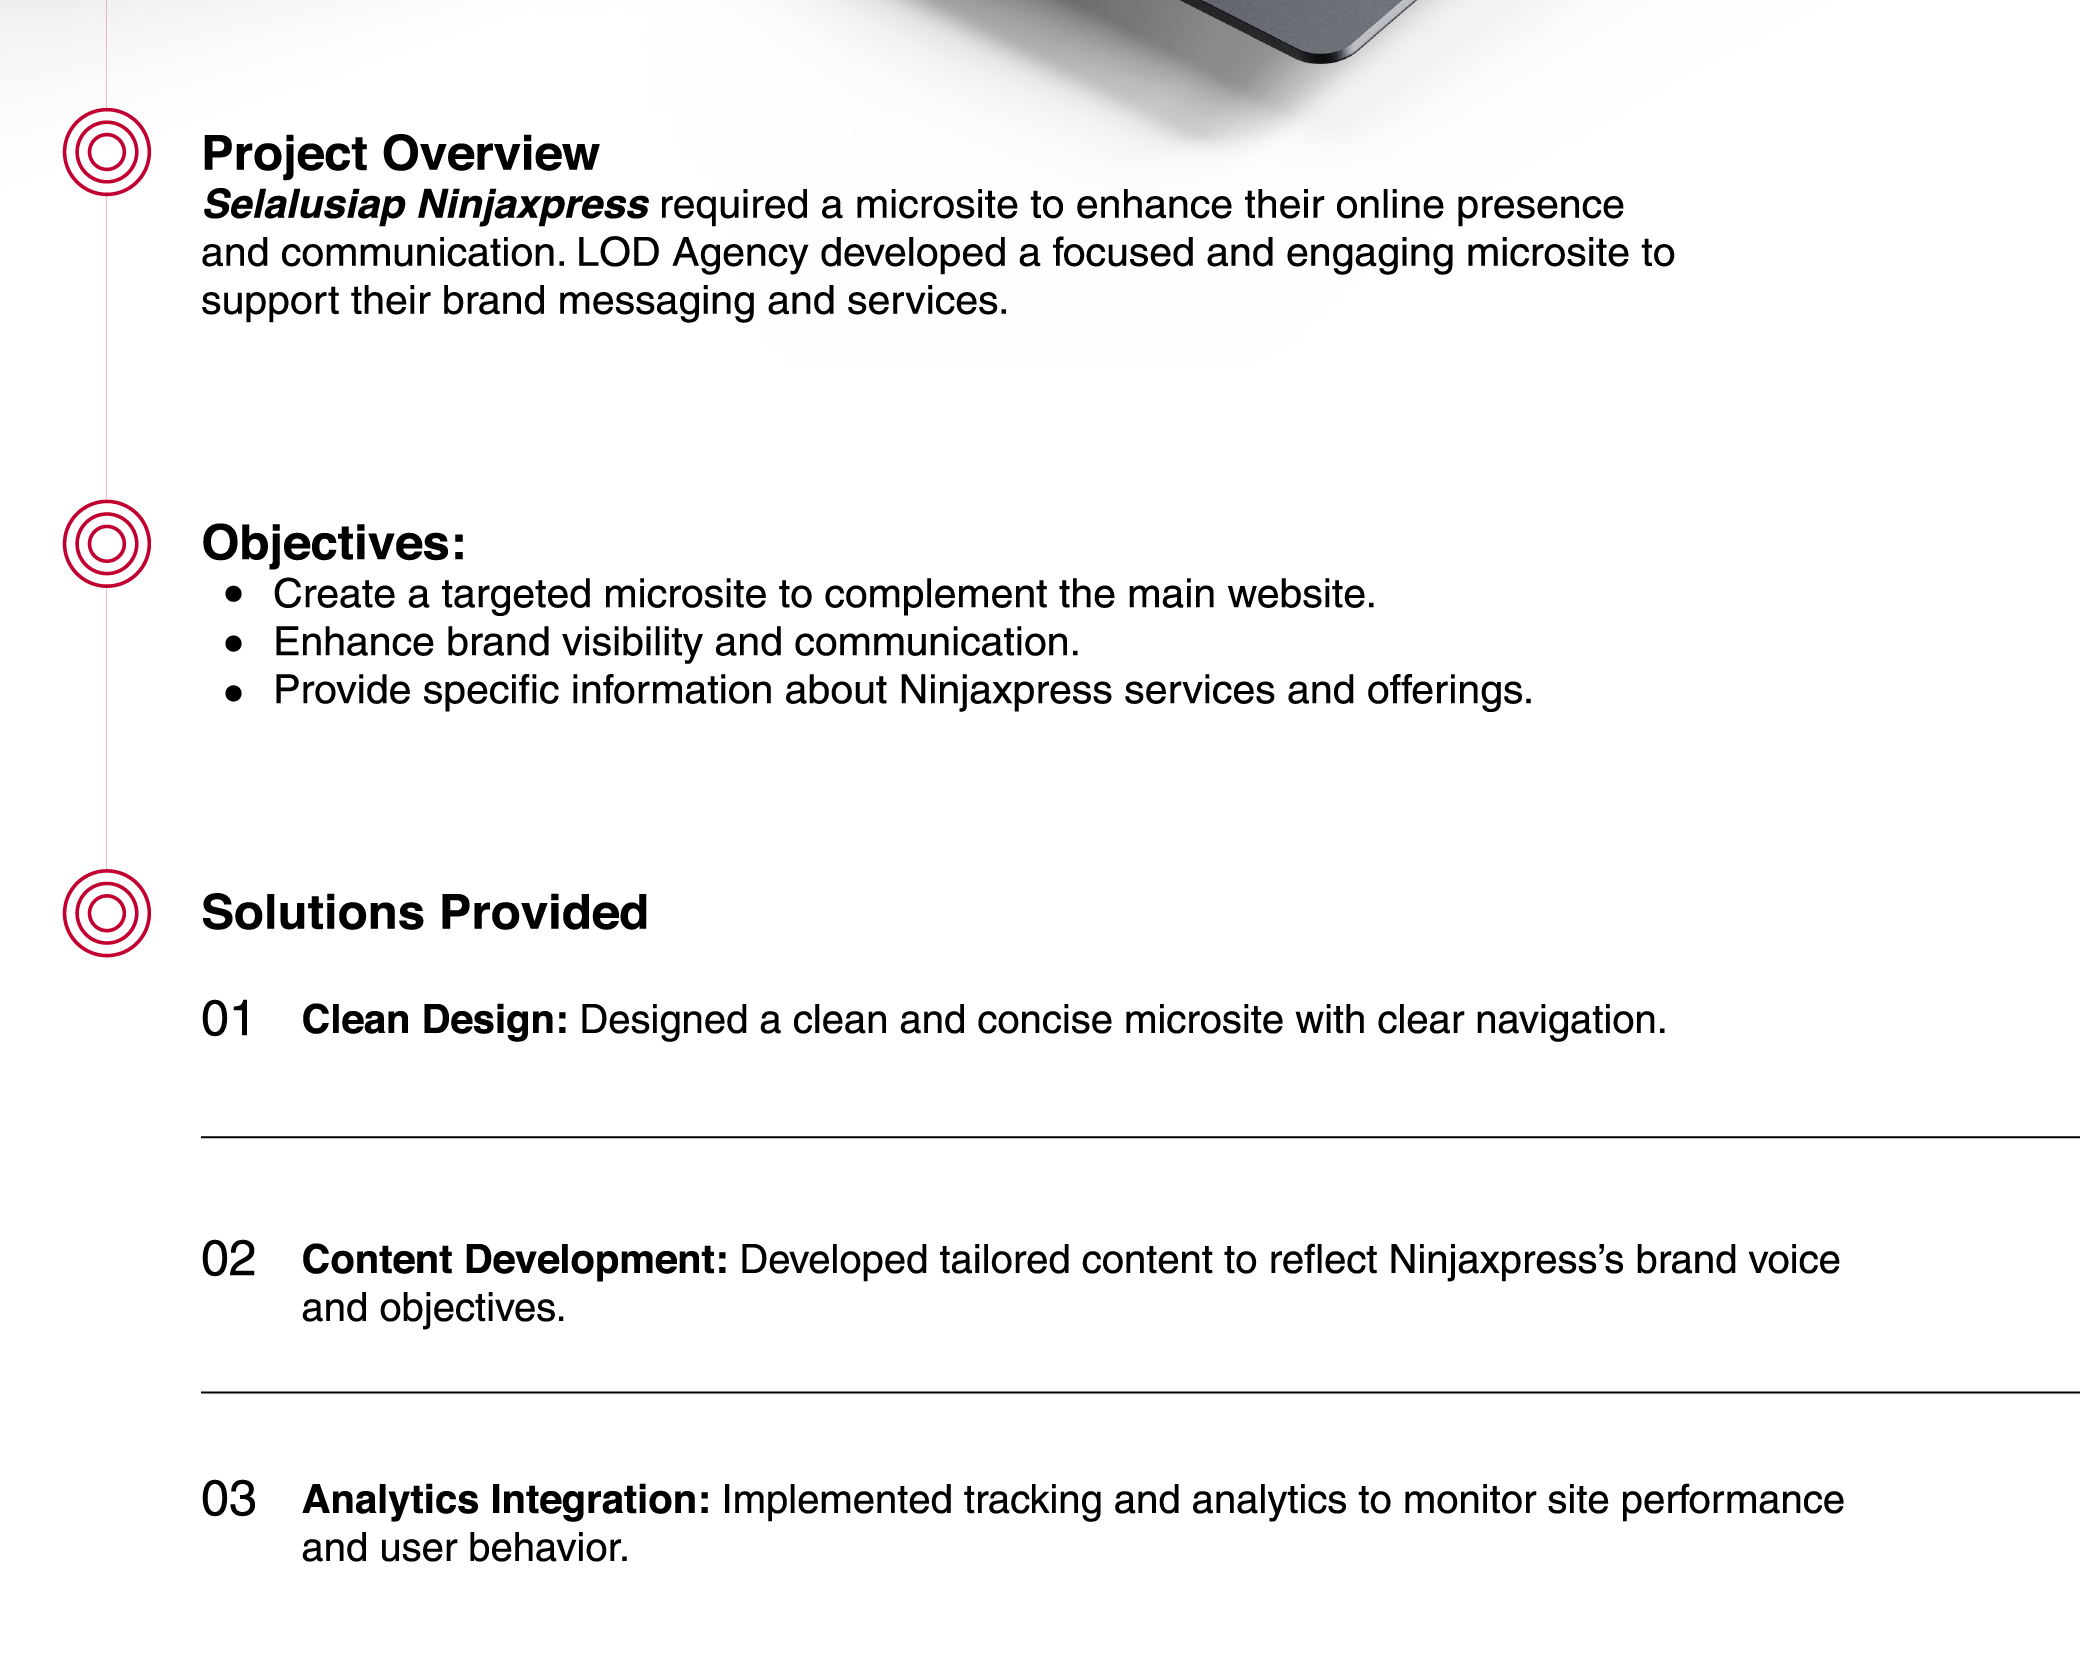 Project Overview
Selalusiap Ninjaxpress required a microsite to enhance their online presence
and communication. LOD Agency developed a focused and engaging microsite to
support their brand messaging and services.
Objectives:
• Create a targeted microsite to complement the main website.
• Enhance brand visibility and communication.
• Provide specific information about Ninjaxpress services and offerings.
Solutions Provided
01 Clean Design: Designed a clean and concise microsite with clear navigation.
02 Content Development: Developed tailored content to reflect Ninjaxpress’s brand voice
and objectives.
03 Analytics Integration: Implemented tracking and analytics to monitor site performance
and user behavior.